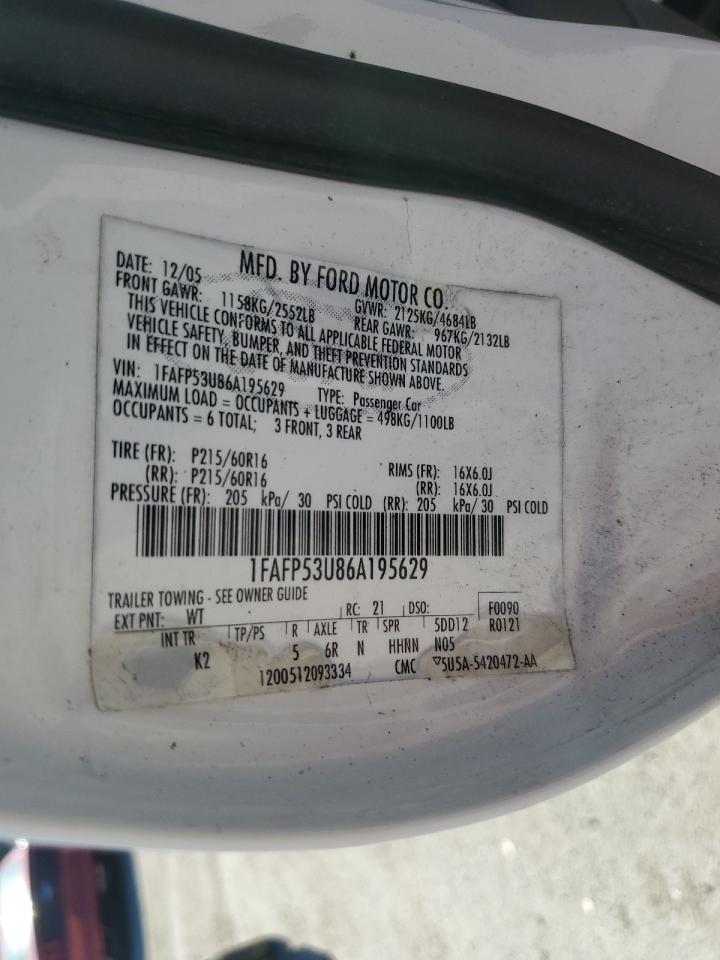 MFD. BY FORD MOTOR CO.
DATE: 12/05 GVWR: 2125KG/4684LB
FRONT GAWR: 1158KG/2552LB REAR GAWR: 967KG/2132LB
THIS VEHICLE CONFORMS TO ALL APPLICABLE FEDERAL MOTOR
VEHICLE SAFETY, BUMPER, AND THEFT PREVENTION STANDARDS
IN EFFECT ON THE DATE OF MANUFACTURE SHOWN ABOVE.
VIN: 1FAFP53U86A195629 TYPE: Passenger Car
MAXIMUM LOAD = OCCUPANTS + LUGGAGE = 498KG/1100LB
OCCUPANTS = 6 TOTAL; 3 FRONT, 3 REAR
TIRE (FR): P215/60R16 RIMS (FR): 16X6.0J
(RR): P215/60R16 (RR): 16X6.0J
PRESSURE (FR): 205 kPa/ 30 PSI COLD (RR): 205 kPa/ 30 PSI COLD
1FAFP53U86A195629
TRAILER TOWING - SEE OWNER GUIDE
EXT PNT: WT RC: 21 DSO: F0090
INT TR TP/PS R AXLE TR SPR 5DD12 R0121
K2 5 6R N HHNN N05
1200512093334 CMC ▽5U5A-5420472-AA